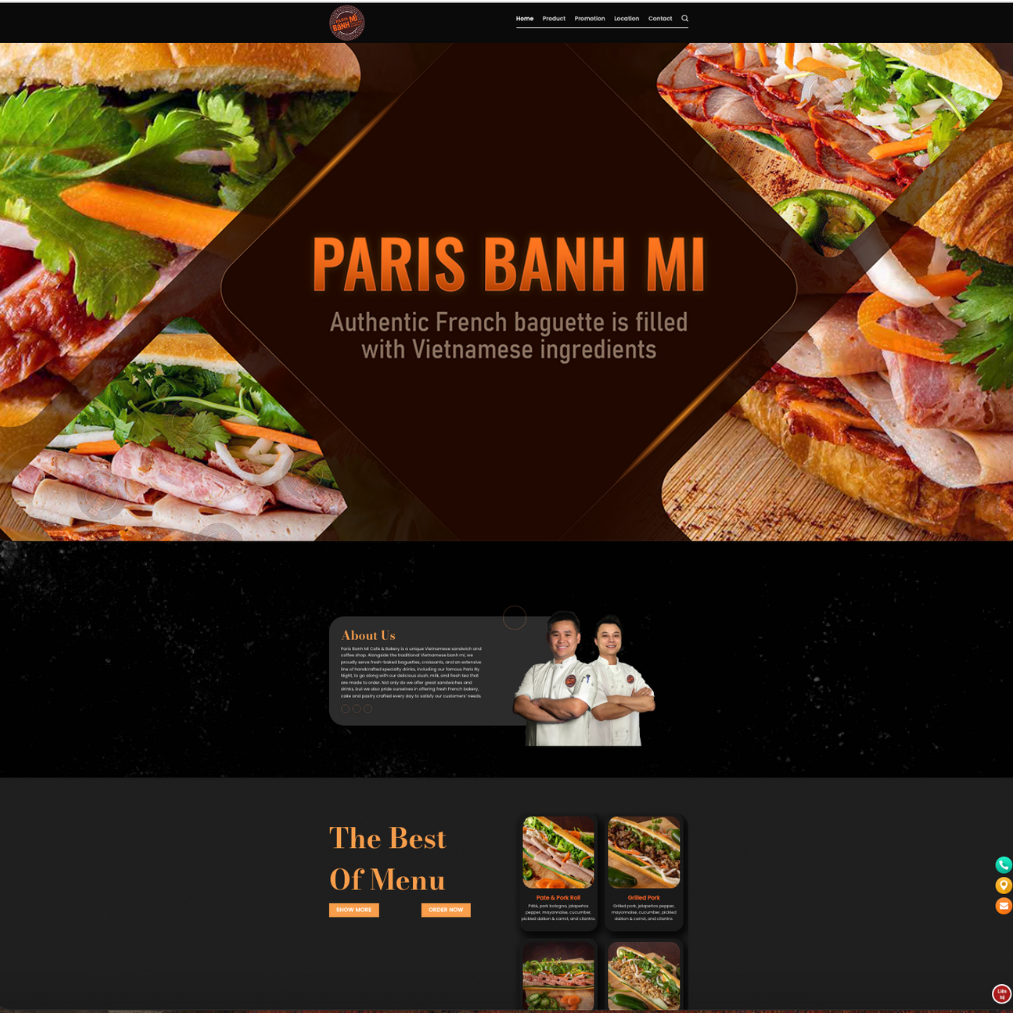 PARIS
BANH MI
Home Product Promotion Location Contact
PARIS BANH MI
Authentic French baguette is filled
with Vietnamese ingredients
About Us
Paris Banh Mi Cafe & Bakery is a unique Vietnamese sandwich and
coffee shop. Alongside the traditional Vietnamese banh mi, we
proudly serve fresh-baked baguettes, croissants, and an extensive
line of handcrafted specialty drinks, including our famous Paris By
Night, to go along with our delicious slush, milk, and fresh tea that
are made to order. Not only do we offer great sandwiches and
drinks, but we also pride ourselves in offering fresh French bakery,
cake and pastry crafted every day to satisfy our customers' needs.
The Best
Of Menu
SHOW MORE ORDER NOW
Pate & Pork Roll
Pâté, pork bologna, jalapeños
pepper, mayonnaise, cucumber,
pickled daikon & carrot, and cilantro.
Grilled Pork
Grilled pork, jalapeños pepper,
mayonnaise, cucumber, pickled
daikon & carrot, and cilantro.